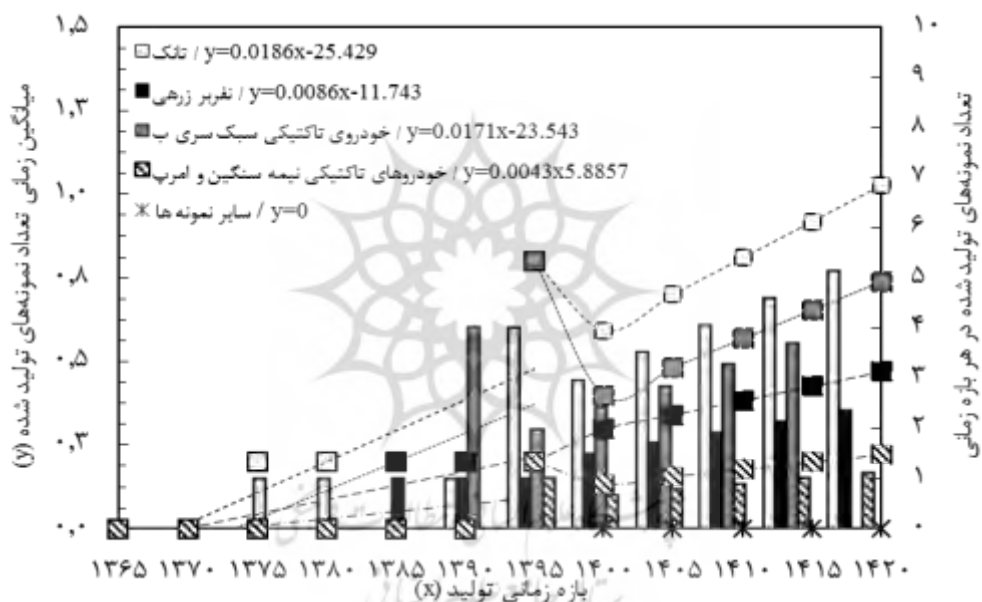 ۱٫۵
۱٫۳
۱٫۰
۰٫۸
۰٫۵
۰٫۳
۰٫۰
میانگین زمانی تعداد نمونه‌های تولید شده (y)
تانک / y=0.0186x-25.429
نفربر زرهی / y=0.0086x-11.743
خودروی تاکتیکی سبک سری ب / y=0.0171x-23.543
خودروهای تاکتیکی نیمه سنگین و امرپ / y=0.0043x5.8857
سایر نمونه ها / y=0
۱۰
۹
۸
۷
۶
۵
۴
۳
۲
۱
۰
تعداد نمونه‌های تولید شده در هر بازه زمانی
۱۳۶۵ ۱۳۷۰ ۱۳۷۵ ۱۳۸۰ ۱۳۸۵ ۱۳۹۰ ۱۳۹۵ ۱۴۰۰ ۱۴۰۵ ۱۴۱۰ ۱۴۱۵ ۱۴۲۰
بازه زمانی تولید (x)